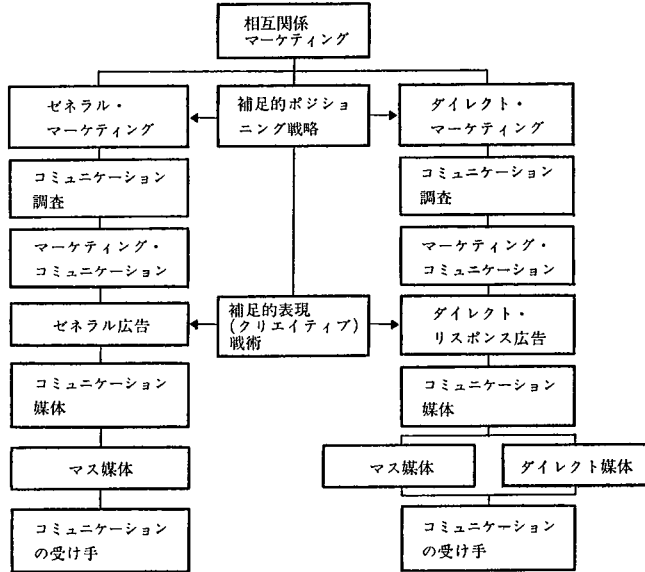 相互関係
マーケティング
ゼネラル・
マーケティング
補足的ポジショ
ニング戦略
ダイレクト・
マーケティング
コミュニケーション
調査
コミュニケーション
調査
マーケティング・
コミュニケーション
マーケティング・
コミュニケーション
ゼネラル広告
補足的表現
(クリエイティブ)
戦術
ダイレクト・
リスポンス広告
コミュニケーション
媒体
コミュニケーション
媒体
マス媒体
マス媒体
ダイレクト媒体
コミュニケーション
の受け手
コミュニケーション
の受け手